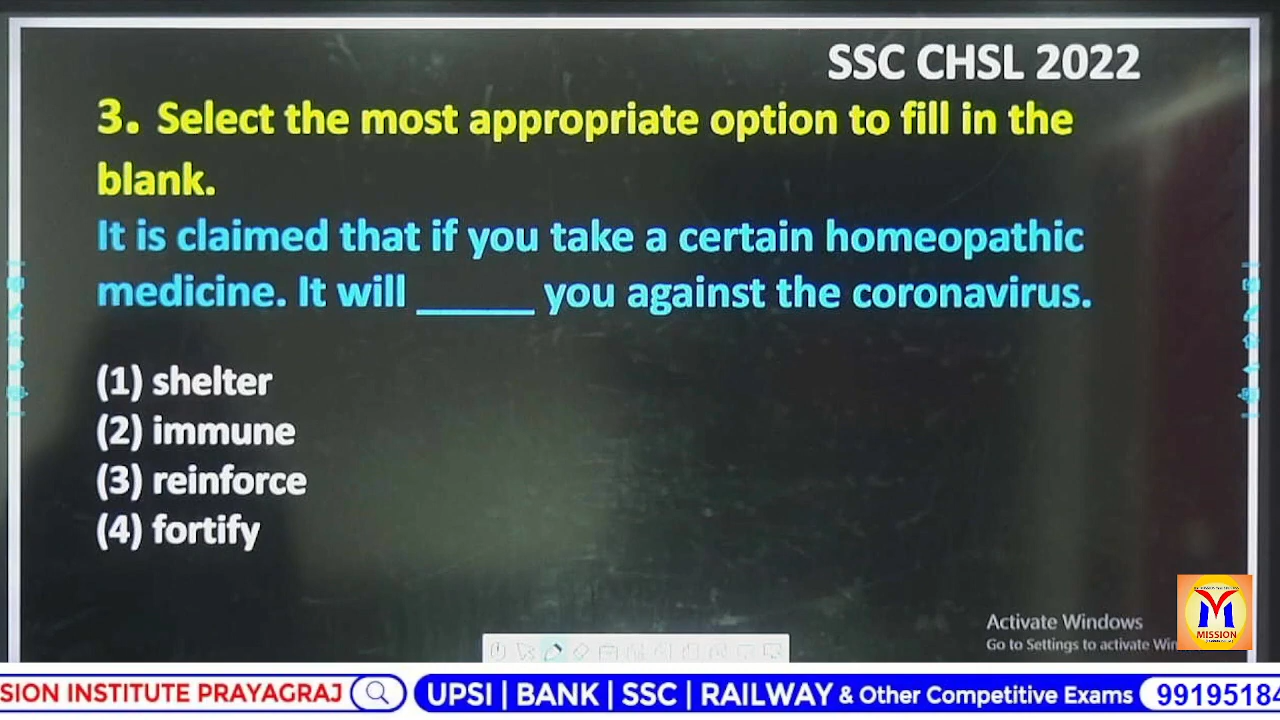 SSC CHSL 2022
3. Select the most appropriate option to fill in the
blank.
It is claimed that if you take a certain homeopathic
medicine. It will ______ you against the coronavirus.
(1) shelter
(2) immune
(3) reinforce
(4) fortify
Activate Windows
Go to Settings to activate Win
MISSION
SION INSTITUTE PRAYAGRAJ
UPSI | BANK | SSC | RAILWAY & Other Competitive Exams
99195184